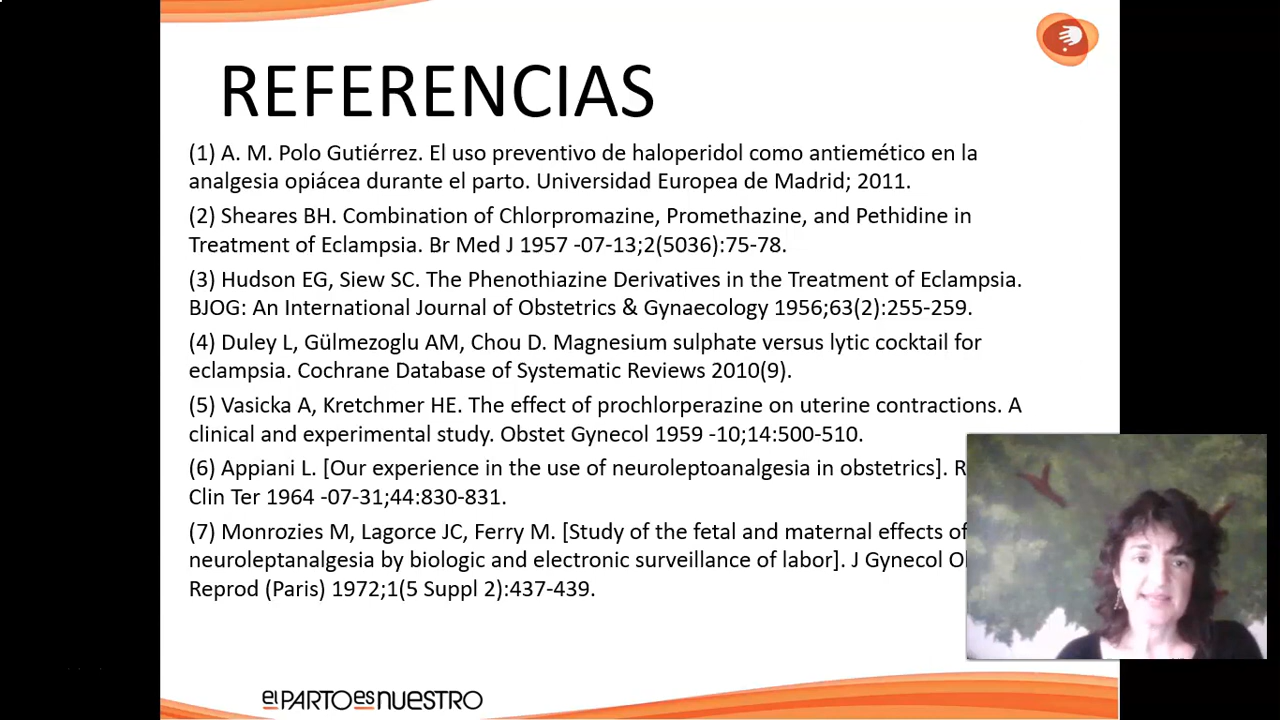 REFERENCIAS
(1) A. M. Polo Gutiérrez. El uso preventivo de haloperidol como antiemético en la
analgesia opiácea durante el parto. Universidad Europea de Madrid; 2011.
(2) Sheares BH. Combination of Chlorpromazine, Promethazine, and Pethidine in
Treatment of Eclampsia. Br Med J 1957 -07-13;2(5036):75-78.
(3) Hudson EG, Siew SC. The Phenothiazine Derivatives in the Treatment of Eclampsia.
BJOG: An International Journal of Obstetrics & Gynaecology 1956;63(2):255-259.
(4) Duley L, Gülmezoglu AM, Chou D. Magnesium sulphate versus lytic cocktail for
eclampsia. Cochrane Database of Systematic Reviews 2010(9).
(5) Vasicka A, Kretchmer HE. The effect of prochlorperazine on uterine contractions. A
clinical and experimental study. Obstet Gynecol 1959 -10;14:500-510.
(6) Appiani L. [Our experience in the use of neuroleptoanalgesia in obstetrics].
Clin Ter 1964 -07-31;44:830-831.
(7) Monrozies M, Lagorce JC, Ferry M. [Study of the fetal and maternal effects of
neuroleptanalgesia by biologic and electronic surveillance of labor]. J Gynecol
Reprod (Paris) 1972;1(5 Suppl 2):437-439.
el PARTO es NUESTRO